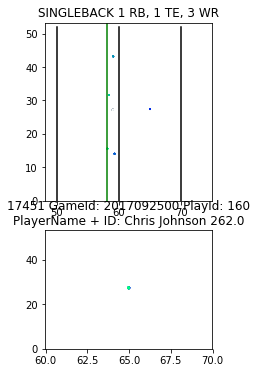 SINGLEBACK 1 RB, 1 TE, 3 WR
50
40
30
20
10
0
50 60 70
17451 GameId: 2017092500 PlayId: 160
PlayerName + ID: Chris Johnson 262.0
40
20
0
60.0 62.5 65.0 67.5 70.0